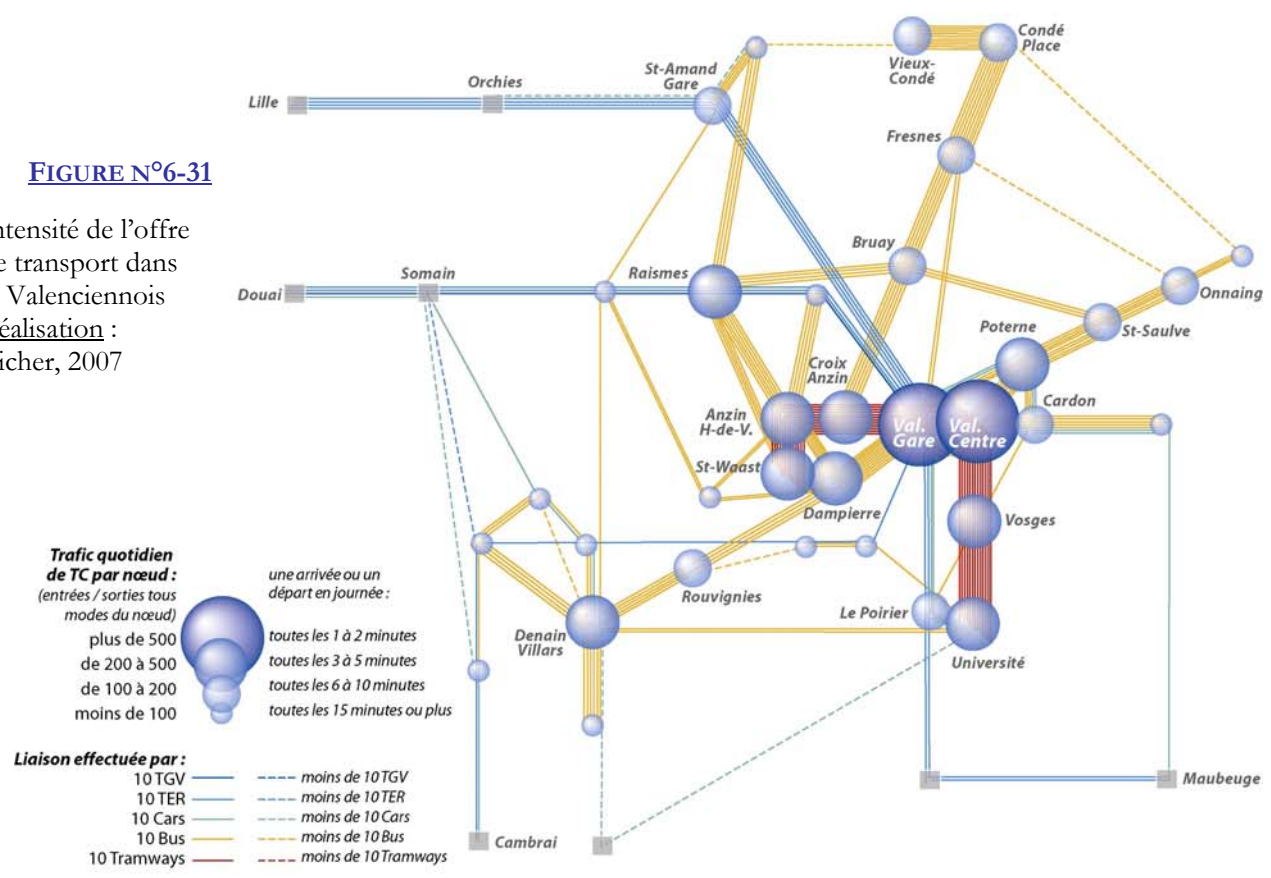 FIGURE N°6-31
ntensité de l'offre
e transport dans
Valenciennois
éalisation :
icher, 2007
Lille
Orchies
St-Amand
Gare
Vieux-
Condé
Condé
Place
Fresnes
Bruay
Raismes
Somain
Douai
Onnaing
St-Saulve
Poterne
Croix
Anzin
Cardon
Anzin
H-de-V.
Val.
Gare
Val.
Centre
St-Waast
Dampierre
Vosges
Rouvignies
Le Poirier
Denain
Villars
Université
Maubeuge
Cambrai
Trafic quotidien
de TC par nœud :
(entrées / sorties tous
modes du nœud)
plus de 500
de 200 à 500
de 100 à 200
moins de 100
une arrivée ou un
départ en journée :
toutes les 1 à 2 minutes
toutes les 3 à 5 minutes
toutes les 6 à 10 minutes
toutes les 15 minutes ou plus
Liaison effectuée par :
10 TGV
moins de 10 TGV
10 TER
moins de 10 TER
10 Cars
moins de 10 Cars
10 Bus
moins de 10 Bus
10 Tramways
moins de 10 Tramways